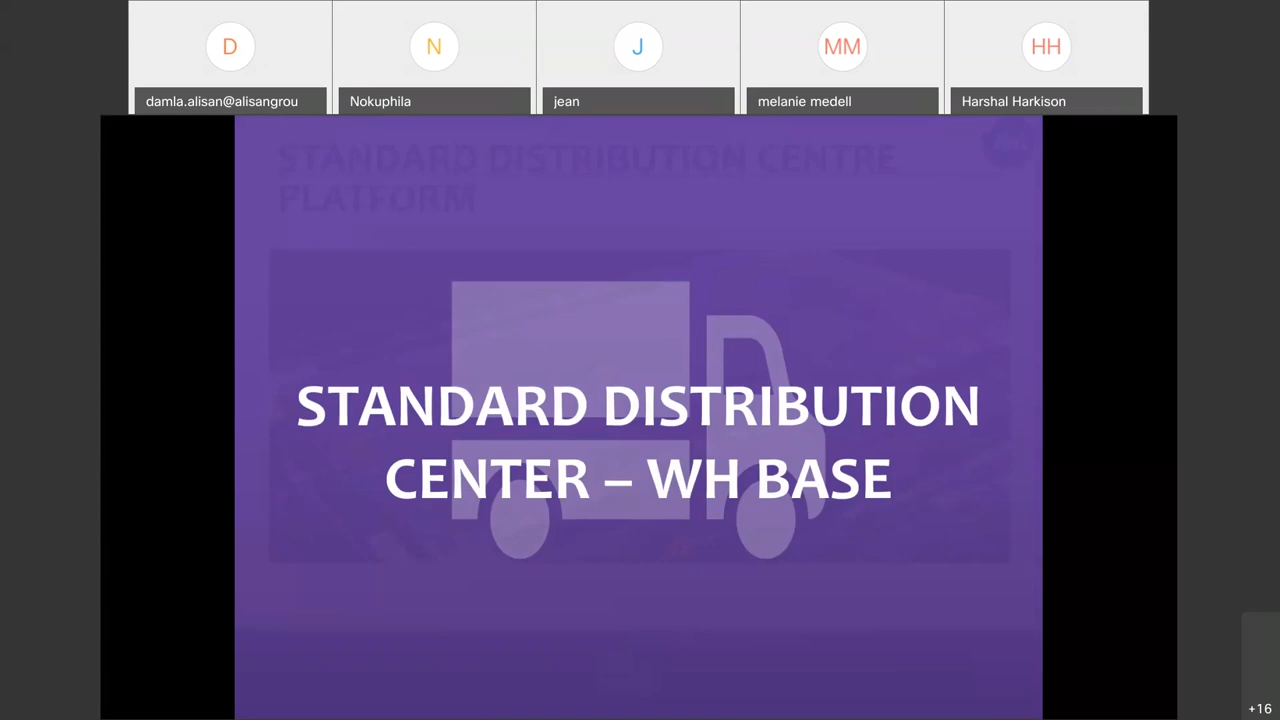 D
N
J
MM
HH
damla.alisan@alisangrou
Nokuphila
jean
melanie medell
Harshal Harkison
STANDARD DISTRIBUTION CENTRE
PLATFORM
STANDARD DISTRIBUTION
CENTER – WH BASE
+16